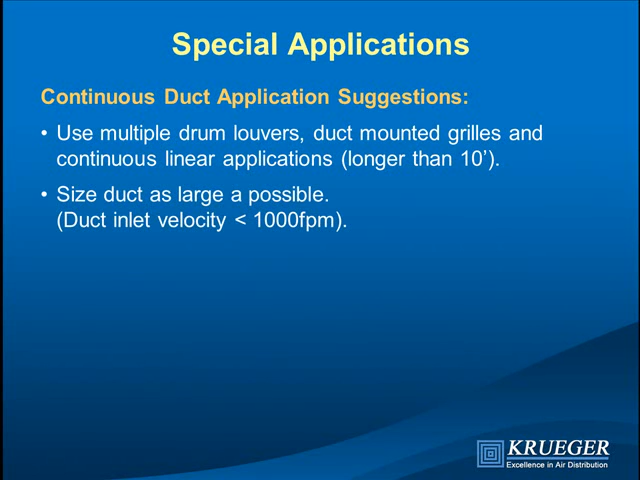 Special Applications
Continuous Duct Application Suggestions:
• Use multiple drum louvers, duct mounted grilles and
continuous linear applications (longer than 10’).
• Size duct as large a possible.
(Duct inlet velocity < 1000fpm).
KRUEGER
Excellence in Air Distribution